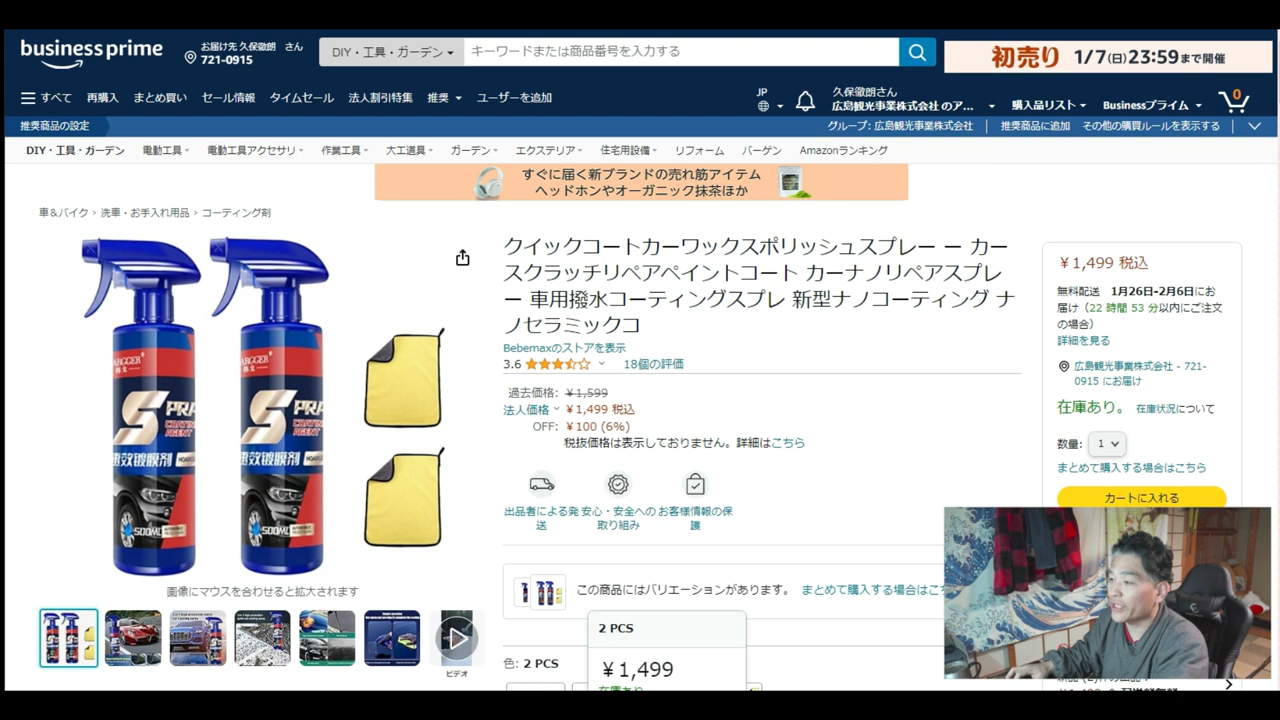 business prime
お届け先 久保徹朗 さん
721-0915
DIY・工具・ガーデン
キーワードまたは商品番号を入力する
初売り 1/7(日)23:59まで開催
すべて 再購入 まとめ買い セール情報 タイムセール 法人割引特集 推奨 ユーザーを追加
JP
久保徹朗さん
広島観光事業株式会社 のア...
購入品リスト
Businessプライム
0
推奨商品の設定
グループ: 広島観光事業株式会社 | 推奨商品に追加 その他の購買ルールを表示する
DIY・工具・ガーデン 電動工具 電動工具アクセサリ 作業工具 大工道具 ガーデン エクステリア 住宅用設備 リフォーム バーゲン Amazonランキング
すぐに届く新ブランドの売れ筋アイテム
ヘッドホンやオーガニック抹茶ほか
車＆バイク › 洗車・お手入れ用品 › コーティング剤
クイックコートカーワックスポリッシュスプレー ー カー
スクラッチリペアペイントコート カーナノリペアスプレ
ー 車用撥水コーティングスプレ 新型ナノコーティング ナ
ノセラミックコ
Bebemaxのストアを表示
3.6 18個の評価
過去価格: ￥1,599
法人価格 ￥1,499 税込
OFF: ￥100 (6%)
税抜価格は表示しておりません。詳細はこちら
出品者による発送
安心・安全への取り組み
お客様情報の保護
この商品にはバリエーションがあります。 まとめて購入する場合はこ
2 PCS
￥1,499
色: 2 PCS
画像にマウスを合わせると拡大されます
ビデオ
￥1,499 税込
無料配送 1月26日-2月6日にお
届け(22 時間 53 分以内にご注文
の場合)
詳細を見る
広島観光事業株式会社 - 721-
0915 にお届け
在庫あり。 在庫状況について
数量: 1
まとめて購入する場合はこちら
カートに入れる
SPRA
COATING
AGENT
速效镀膜剂
500ML
SPRA
COATING
AGENT
速效镀膜剂
500ML